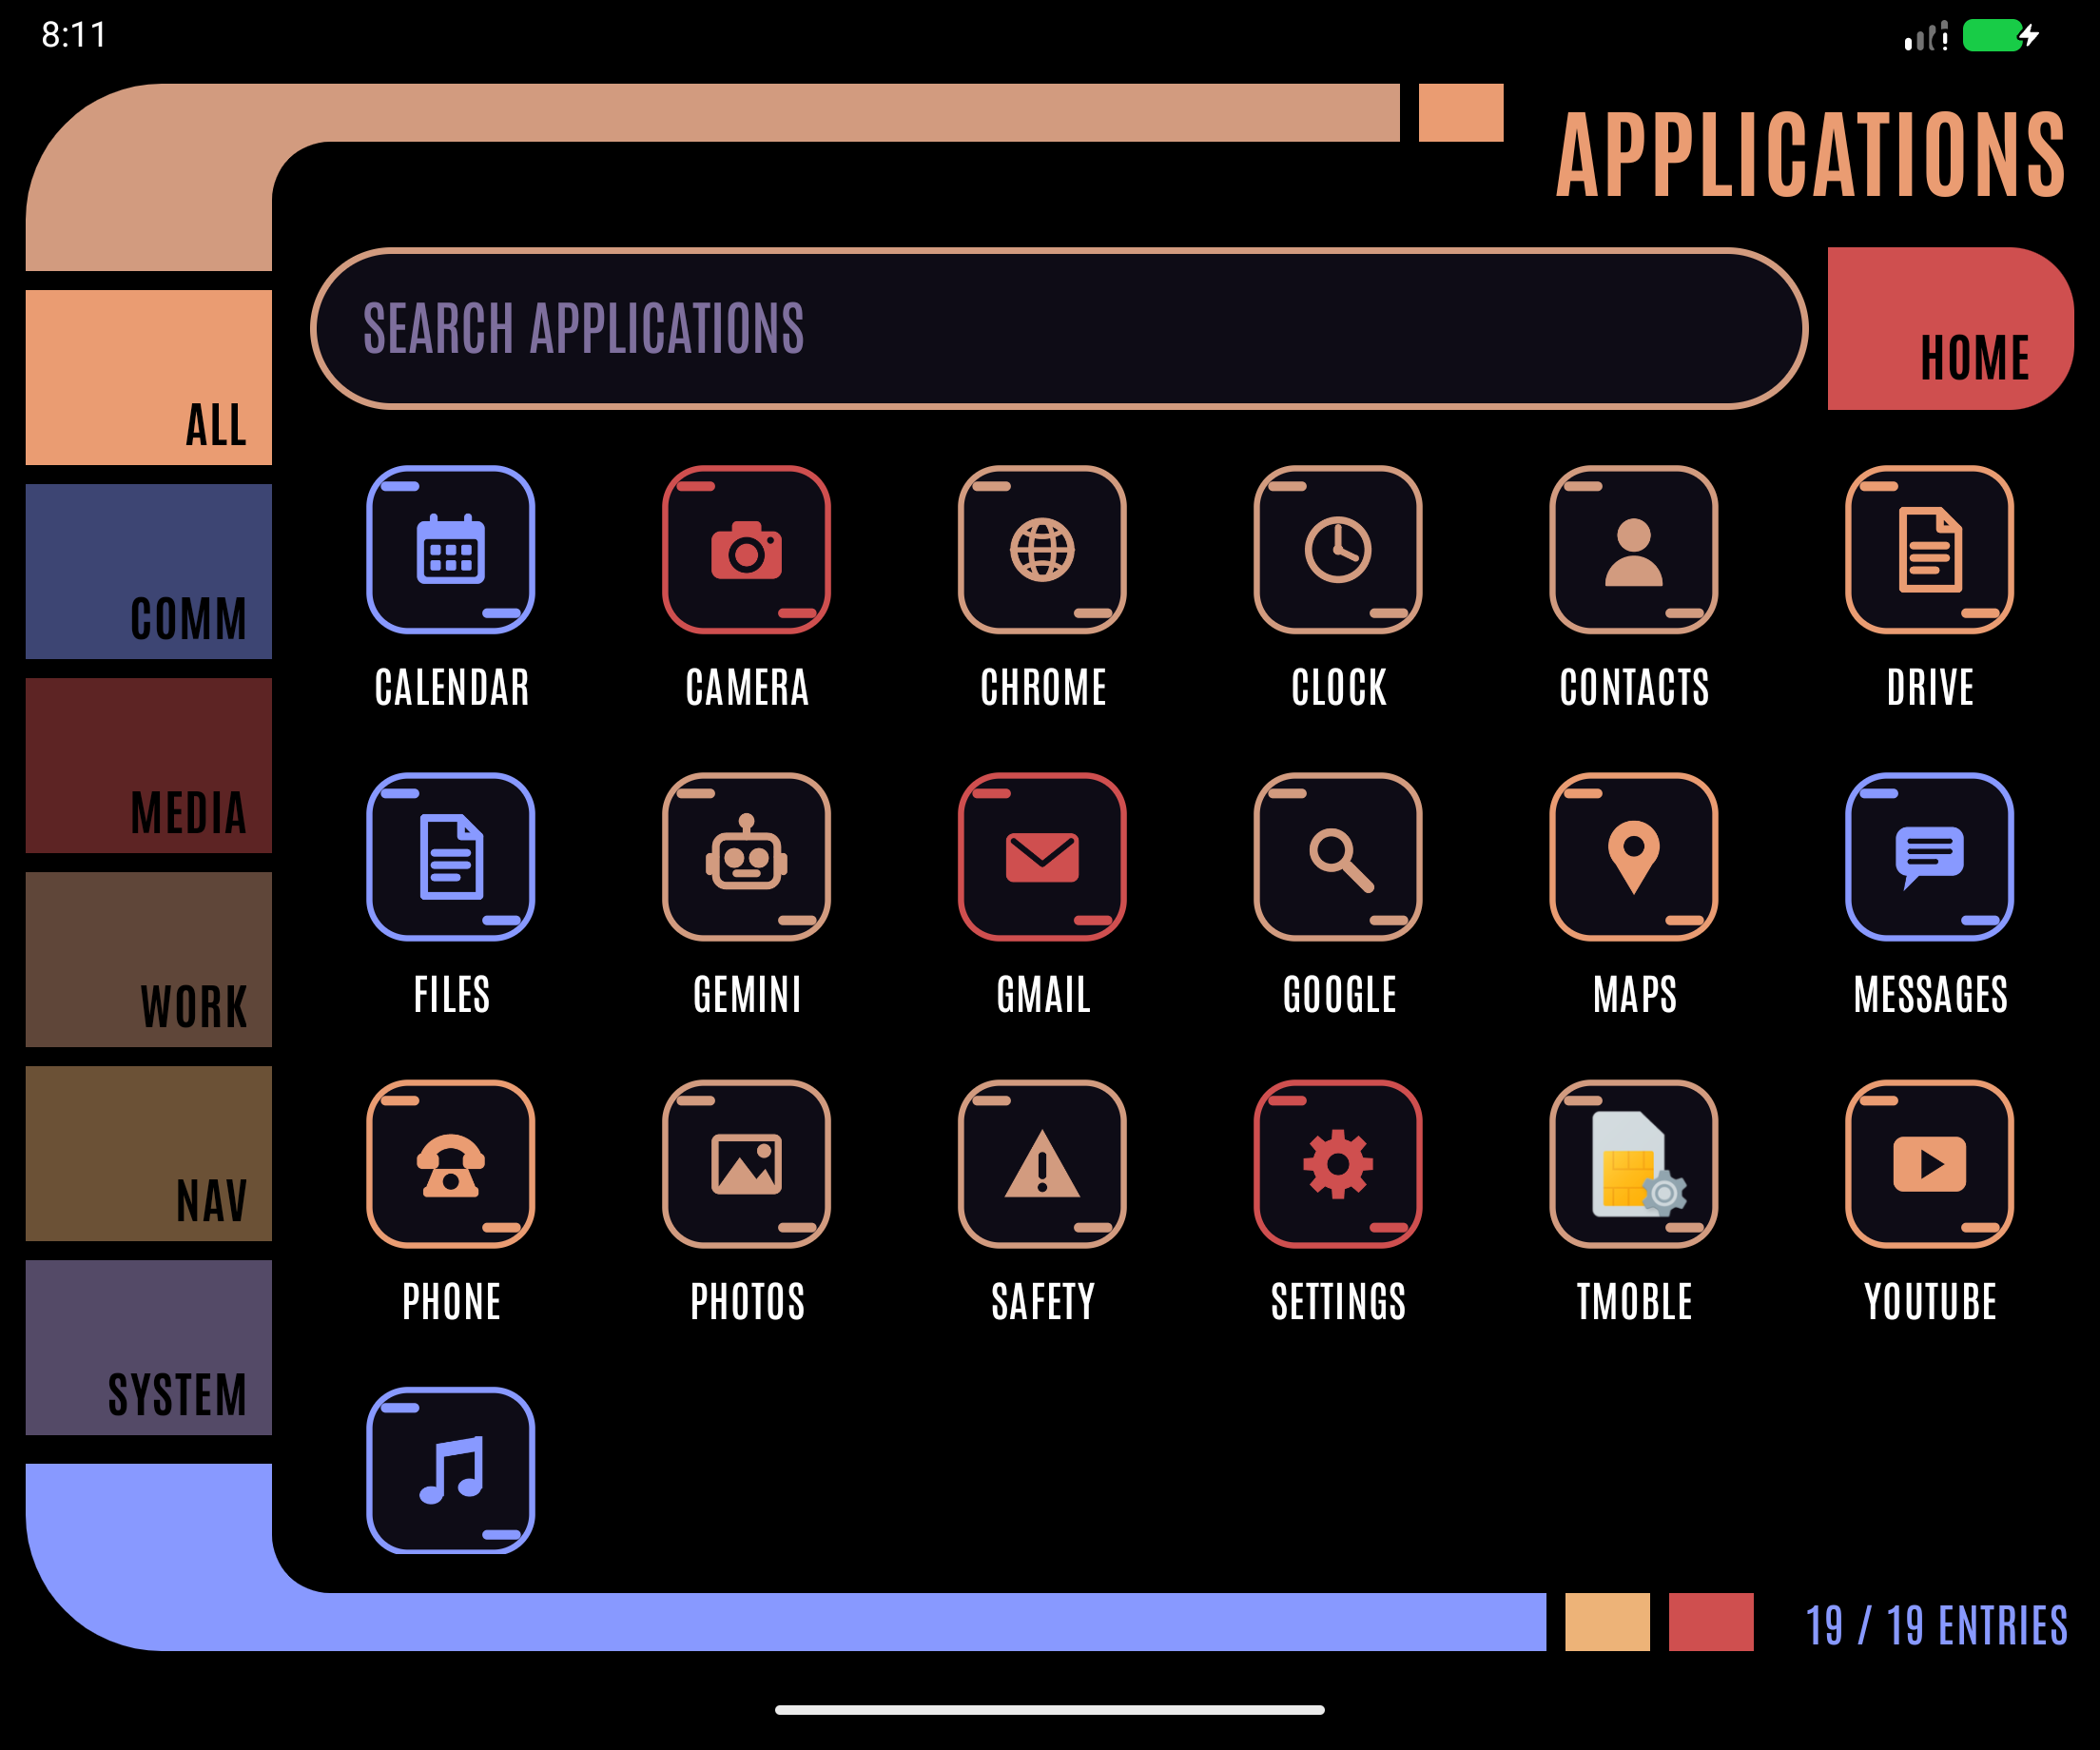 8:11
APPLICATIONS
SEARCH APPLICATIONS
HOME
ALL
COMM
MEDIA
WORK
NAV
SYSTEM
CALENDAR
CAMERA
CHROME
CLOCK
CONTACTS
DRIVE
FILES
GEMINI
GMAIL
GOOGLE
MAPS
MESSAGES
PHONE
PHOTOS
SAFETY
SETTINGS
TMOBLE
YOUTUBE
19 / 19 ENTRIES